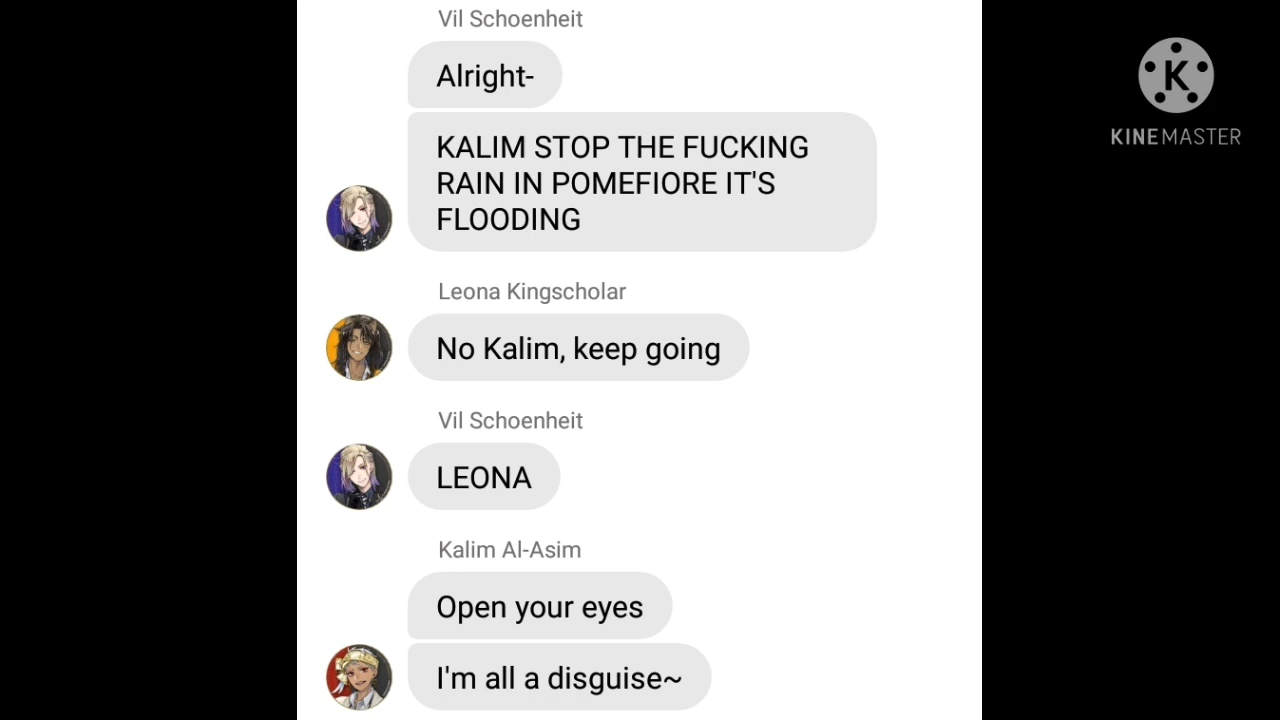 Vil Schoenheit
Alright-
KALIM STOP THE FUCKING
RAIN IN POMEFIORE IT'S
FLOODING
Leona Kingscholar
No Kalim, keep going
Vil Schoenheit
LEONA
Kalim Al-Asim
Open your eyes
I'm all a disguise~
K
KINEMASTER